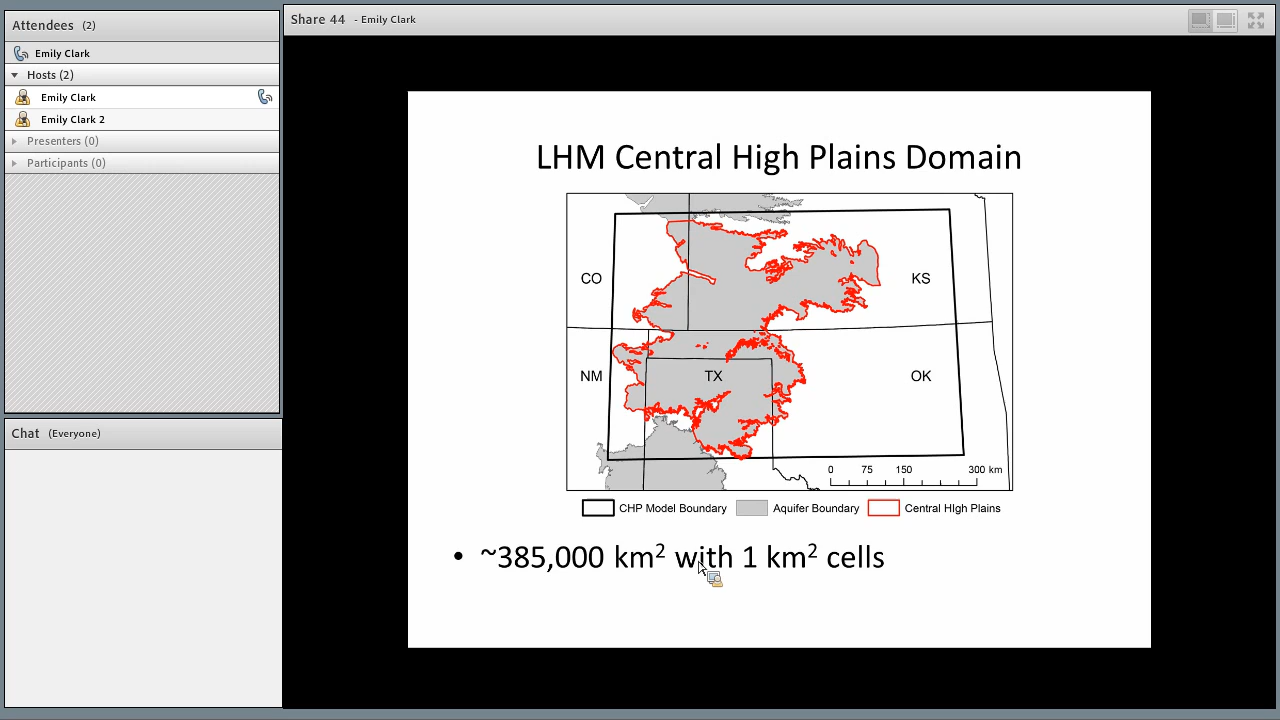 Attendees (2)
Emily Clark
Hosts (2)
Emily Clark
Emily Clark 2
Presenters (0)
Participants (0)
Chat (Everyone)
Share 44 - Emily Clark
LHM Central High Plains Domain
CO
KS
NM
TX
OK
0 75 150 300 km
CHP Model Boundary Aquifer Boundary Central HIgh Plains
• ~385,000 km² with 1 km² cells